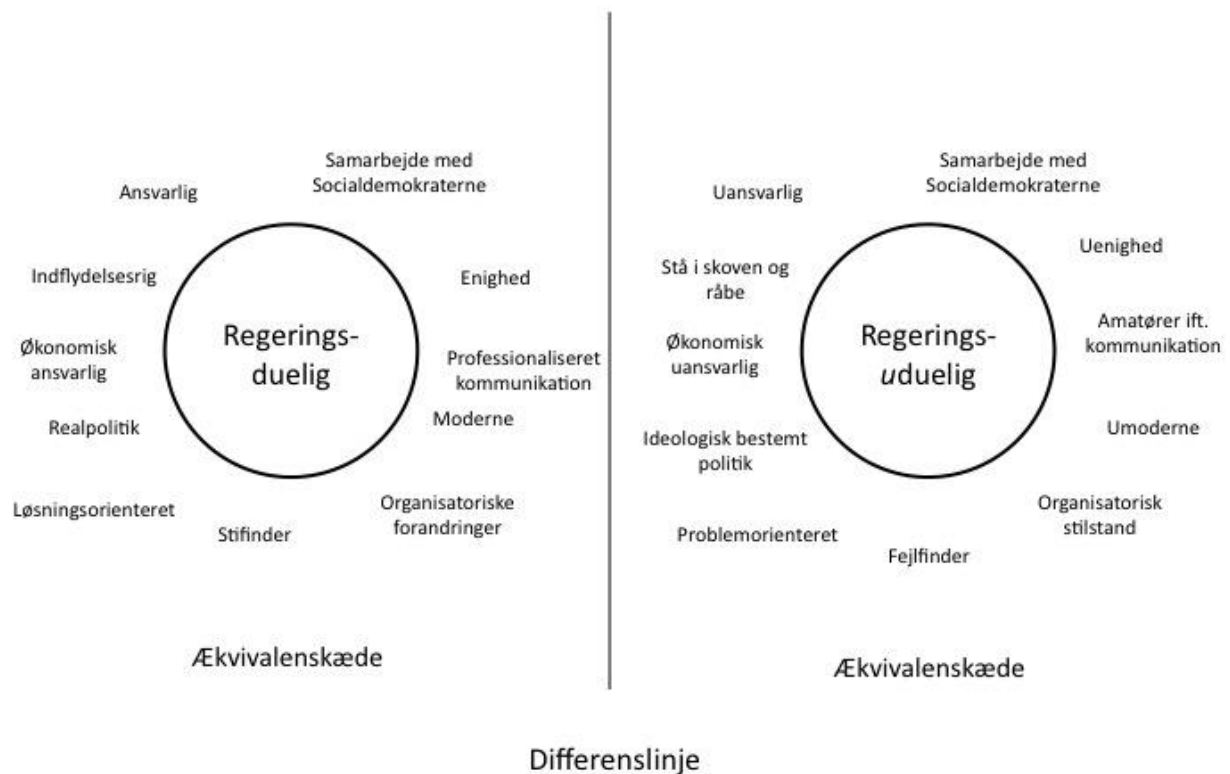 Ansvarlig
Samarbejde med
Socialdemokraterne
Indflydelsesrig
Enighed
Økonomisk
ansvarlig
Regerings-
duelig
Professionaliseret
kommunikation
Realpolitik
Moderne
Løsningsorienteret
Stifinder
Organisatoriske
forandringer
Ækvivalenskæde
Uansvarlig
Samarbejde med
Socialdemokraterne
Stå i skoven og
råbe
Uenighed
Økonomisk
uansvarlig
Regerings-
uduelig
Amatører ift.
kommunikation
Ideologisk bestemt
politik
Umoderne
Problemorienteret
Fejlfinder
Organisatorisk
stilstand
Ækvivalenskæde
Differenslinje